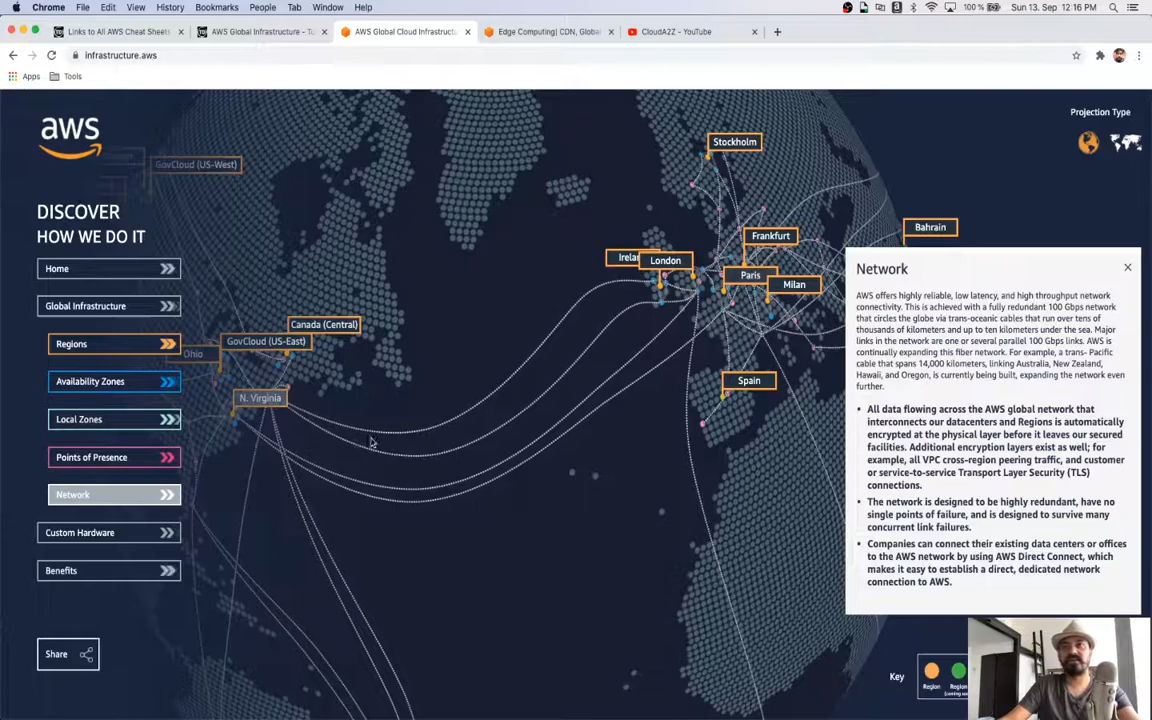 Chrome File Edit View History Bookmarks People Tab Window Help
100 % Sun 13. Sep 12:16 PM
Links to All AWS Cheat Sheets
AWS Global Infrastructure - Tu
AWS Global Cloud Infrastructu
Edge Computing| CDN, Global
CloudA2Z - YouTube
infrastructure.aws
Apps Tools
aws
DISCOVER
HOW WE DO IT
Home
Global Infrastructure
Regions
Availability Zones
Local Zones
Points of Presence
Network
Custom Hardware
Benefits
Share
GovCloud (US-West)
Canada (Central)
GovCloud (US-East)
Ohio
N. Virginia
Stockholm
Frankfurt
London
Paris
Milan
Spain
Bahrain
Projection Type
Network
AWS offers highly reliable, low latency, and high throughput network
connectivity. This is achieved with a fully redundant 100 Gbps network
that circles the globe via trans-oceanic cables that run over tens of
thousands of kilometers and up to ten kilometers under the sea. Major
links in the network are one or several parallel 100 Gbps links. AWS is
continually expanding this fiber network. For example, a trans- Pacific
cable that spans 14,000 kilometers, linking Australia, New Zealand,
Hawaii, and Oregon, is currently being built, expanding the network even
further.
• All data flowing across the AWS global network that
interconnects our datacenters and Regions is automatically
encrypted at the physical layer before it leaves our secured
facilities. Additional encryption layers exist as well; for
example, all VPC cross-region peering traffic, and customer
or service-to-service Transport Layer Security (TLS)
connections.
• The network is designed to be highly redundant, have no
single points of failure, and is designed to survive many
concurrent link failures.
• Companies can connect their existing data centers or offices
to the AWS network by using AWS Direct Connect, which
makes it easy to establish a direct, dedicated network
connection to AWS.
Key
Region
Region